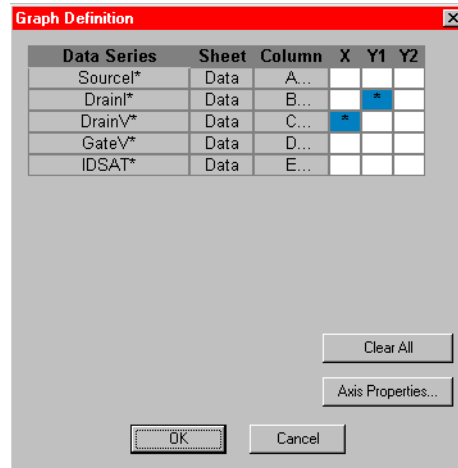 Graph Definition
Data Series Sheet Column X Y1 Y2
SourceI* Data A...
DrainI* Data B... *
DrainV* Data C... *
GateV* Data D...
IDSAT* Data E...
Clear All
Axis Properties...
OK Cancel